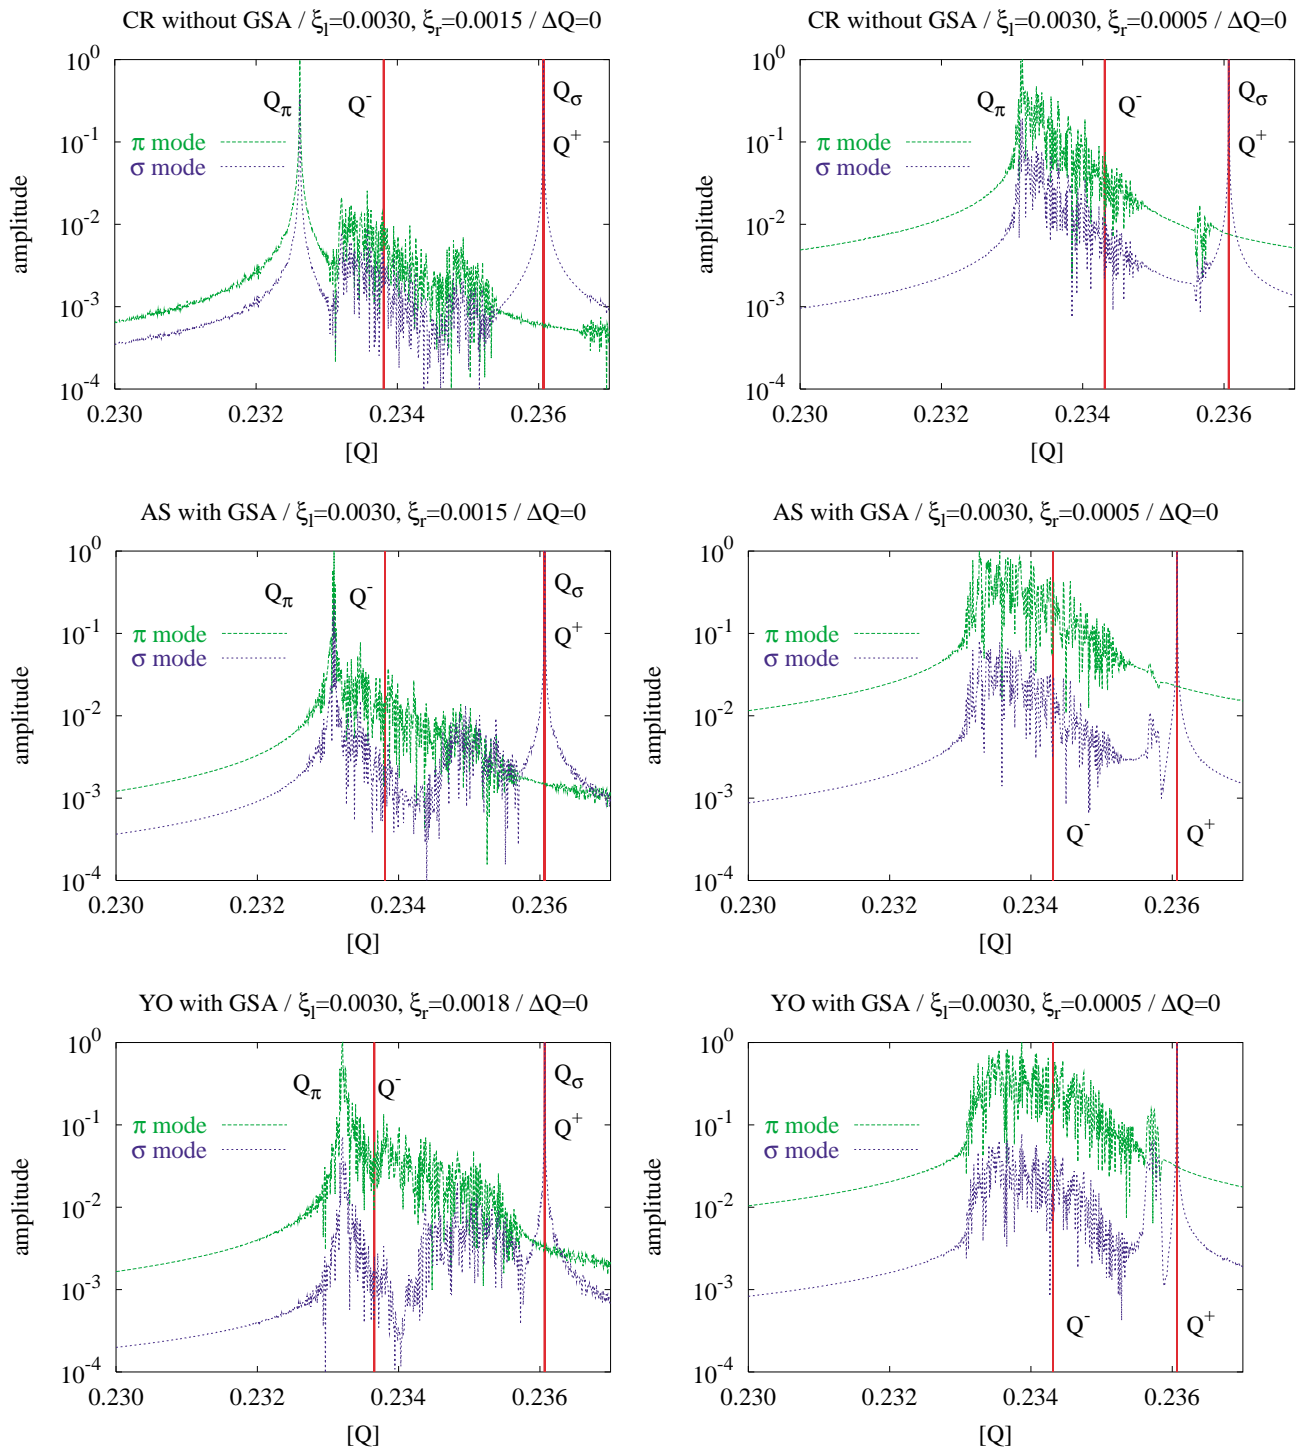 CR without GSA / ξl=0.0030, ξr=0.0015 / ΔQ=0
10^0
10^-1
10^-2
10^-3
10^-4
amplitude
Qπ
Q^-
Qσ
Q^+
π mode
σ mode
0.230
0.232
0.234
0.236
[Q]
CR without GSA / ξl=0.0030, ξr=0.0005 / ΔQ=0
10^0
10^-1
10^-2
10^-3
10^-4
amplitude
Qπ
Q^-
Qσ
Q^+
π mode
σ mode
0.230
0.232
0.234
0.236
[Q]
AS with GSA / ξl=0.0030, ξr=0.0015 / ΔQ=0
10^0
10^-1
10^-2
10^-3
10^-4
amplitude
Qπ
Q^-
Qσ
Q^+
π mode
σ mode
0.230
0.232
0.234
0.236
[Q]
AS with GSA / ξl=0.0030, ξr=0.0005 / ΔQ=0
10^0
10^-1
10^-2
10^-3
10^-4
amplitude
π mode
σ mode
Q^-
Q^+
0.230
0.232
0.234
0.236
[Q]
YO with GSA / ξl=0.0030, ξr=0.0018 / ΔQ=0
10^0
10^-1
10^-2
10^-3
10^-4
amplitude
Qπ
Q^-
Qσ
Q^+
π mode
σ mode
0.230
0.232
0.234
0.236
[Q]
YO with GSA / ξl=0.0030, ξr=0.0005 / ΔQ=0
10^0
10^-1
10^-2
10^-3
10^-4
amplitude
π mode
σ mode
Q^-
Q^+
0.230
0.232
0.234
0.236
[Q]